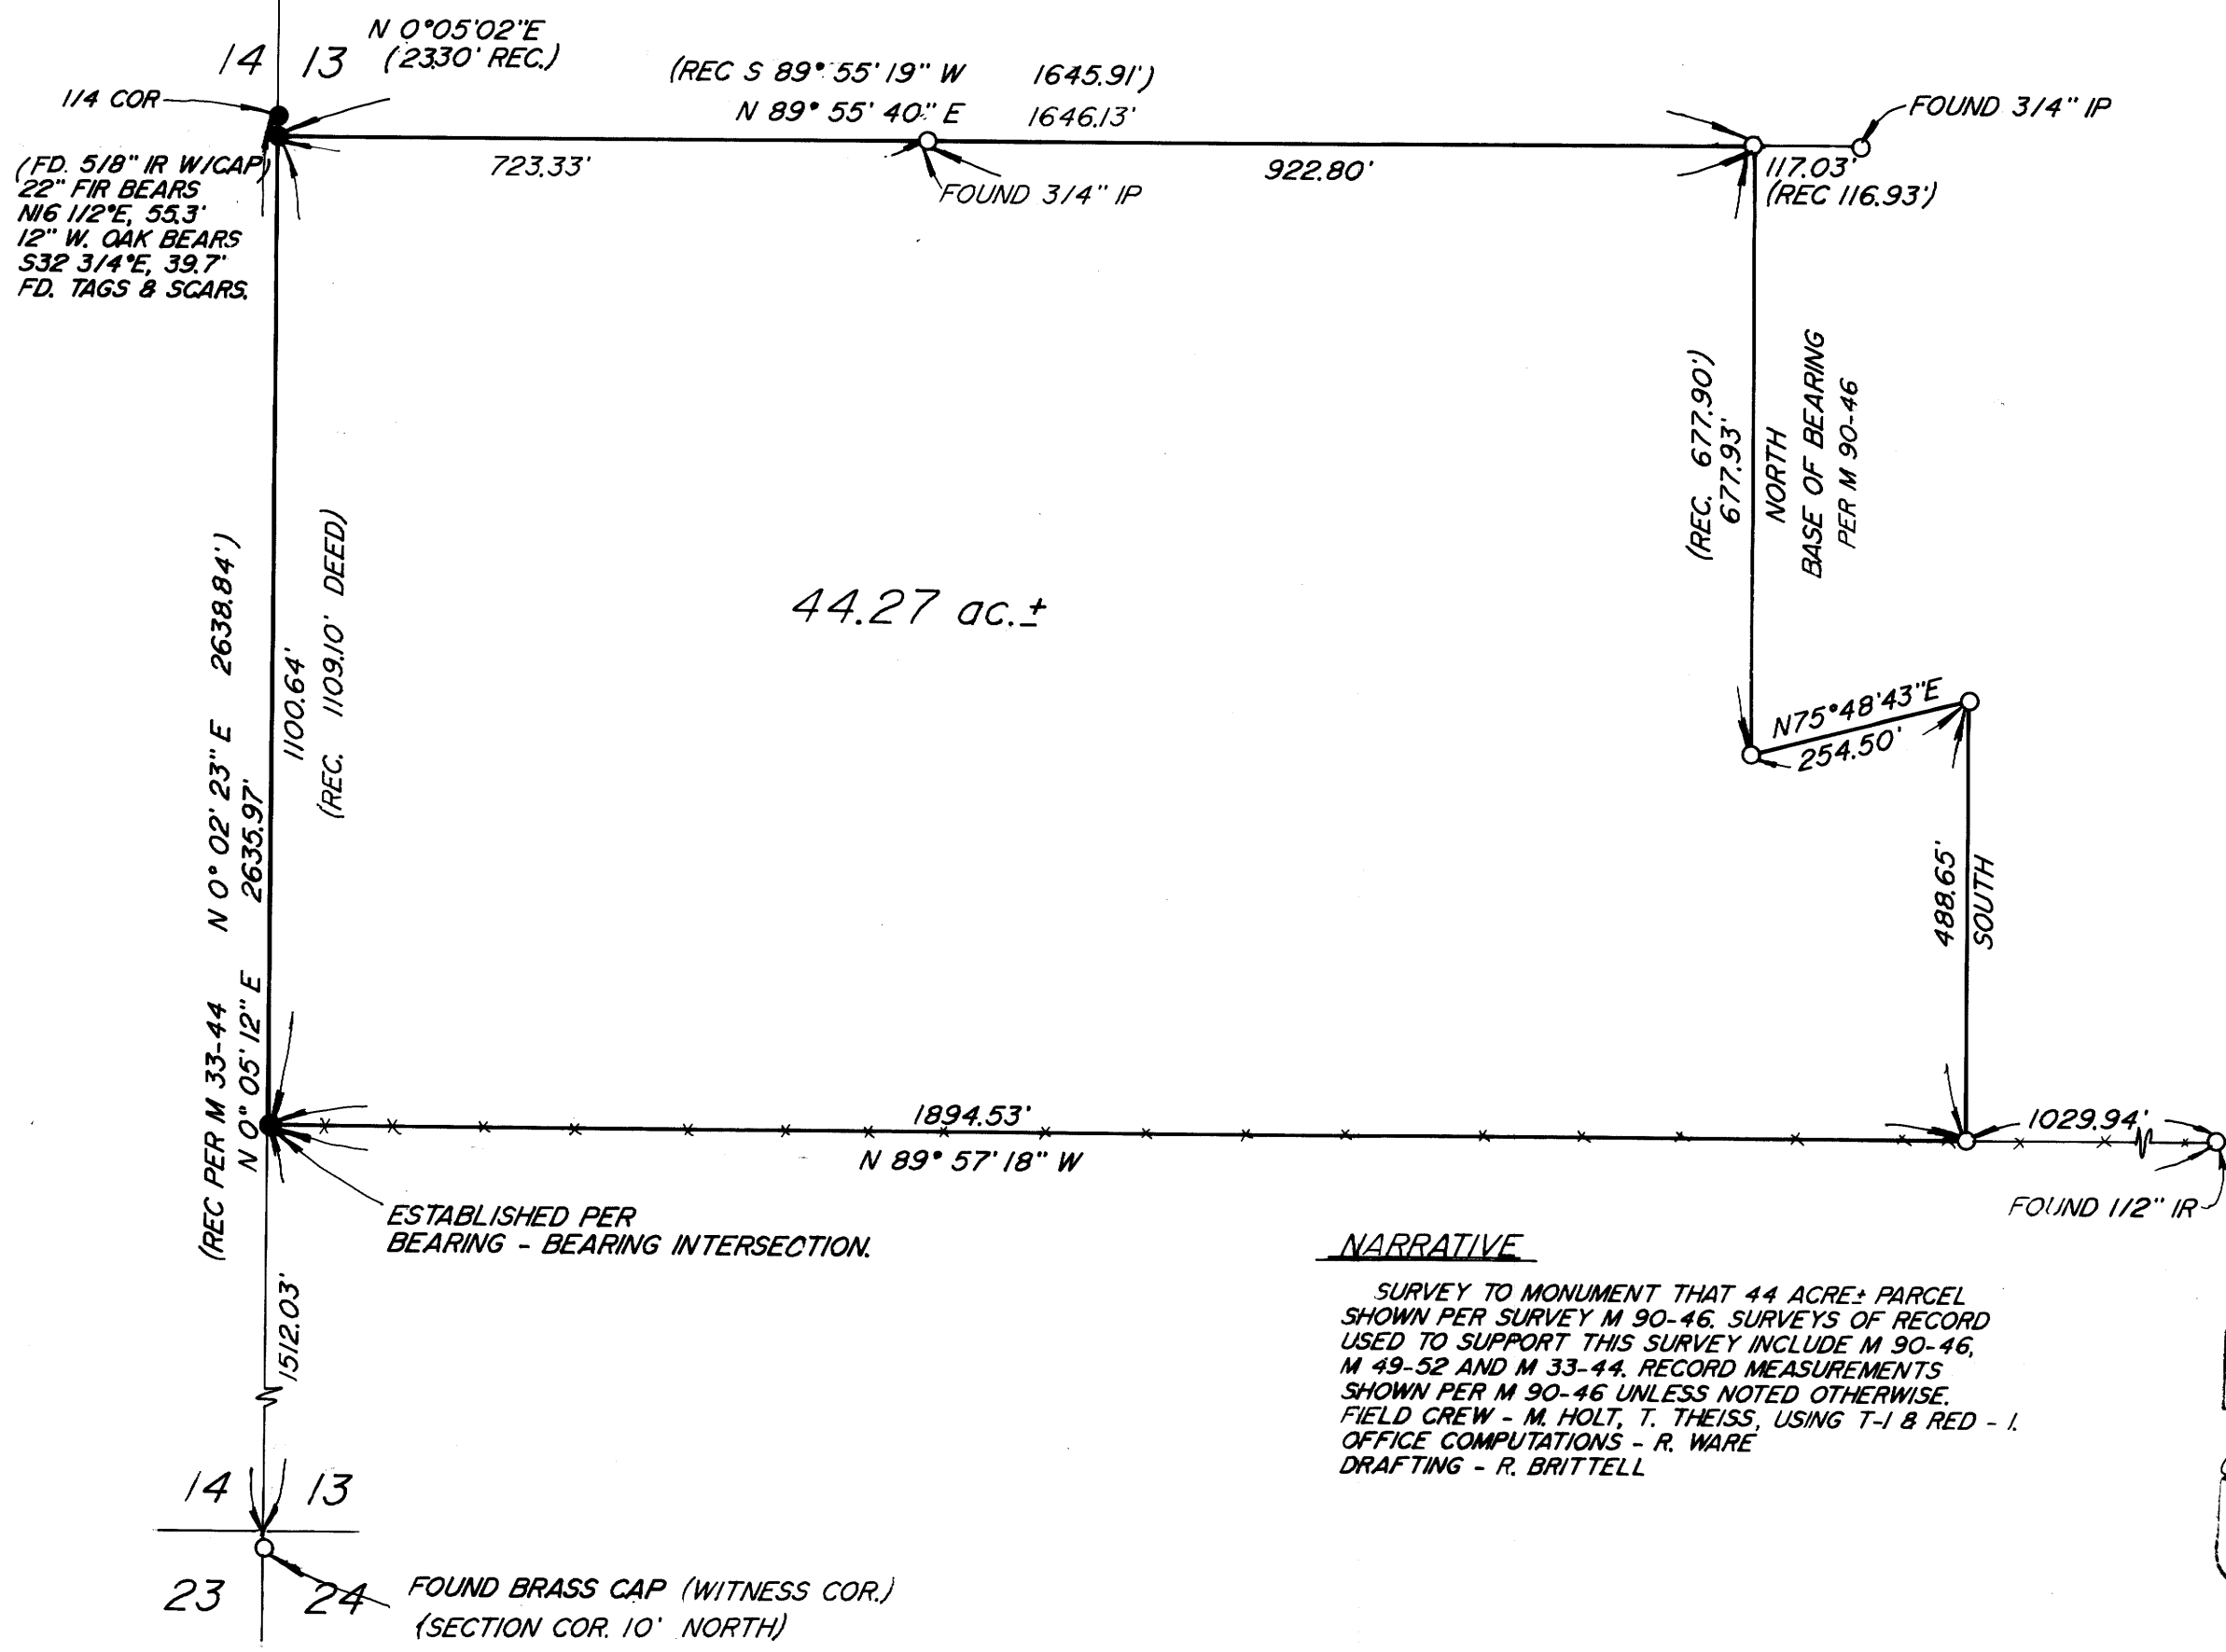 14
13
N 0°05'02"E
(23.30' REC.)
(REC S 89° 55' 19" W 1645.91')
N 89° 55' 40" E 1646.13'
1/4 COR
FOUND 3/4" IP
723.33'
FOUND 3/4" IP
922.80'
117.03'
(REC 116.93')
(FD. 5/8" IR W/CAP)
22" FIR BEARS
N16 1/2°E, 55.3'
12" W. OAK BEARS
S32 3/4°E, 39.7'
FD. TAGS & SCARS.
(REC. 677.90')
677.93'
NORTH
BASE OF BEARING
PER M 90-46
44.27 ac.±
(REC PER M 33-44 N 0° 02' 23" E 2638.84')
N 0° 05' 12" E 2635.97'
1100.64'
(REC. 1109.10' DEED)
N75°48'43"E
254.50'
488.65'
SOUTH
1894.53'
N 89° 57' 18" W
1029.94'
FOUND 1/2" IR
ESTABLISHED PER
BEARING - BEARING INTERSECTION.
1512.03'
NARRATIVE
SURVEY TO MONUMENT THAT 44 ACRE± PARCEL
SHOWN PER SURVEY M 90-46. SURVEYS OF RECORD
USED TO SUPPORT THIS SURVEY INCLUDE M 90-46,
M 49-52 AND M 33-44. RECORD MEASUREMENTS
SHOWN PER M 90-46 UNLESS NOTED OTHERWISE.
FIELD CREW - M. HOLT, T. THEISS, USING T-1 & RED - 1.
OFFICE COMPUTATIONS - R. WARE
DRAFTING - R. BRITTELL
14
13
23
24
FOUND BRASS CAP (WITNESS COR.)
(SECTION COR. 10' NORTH)